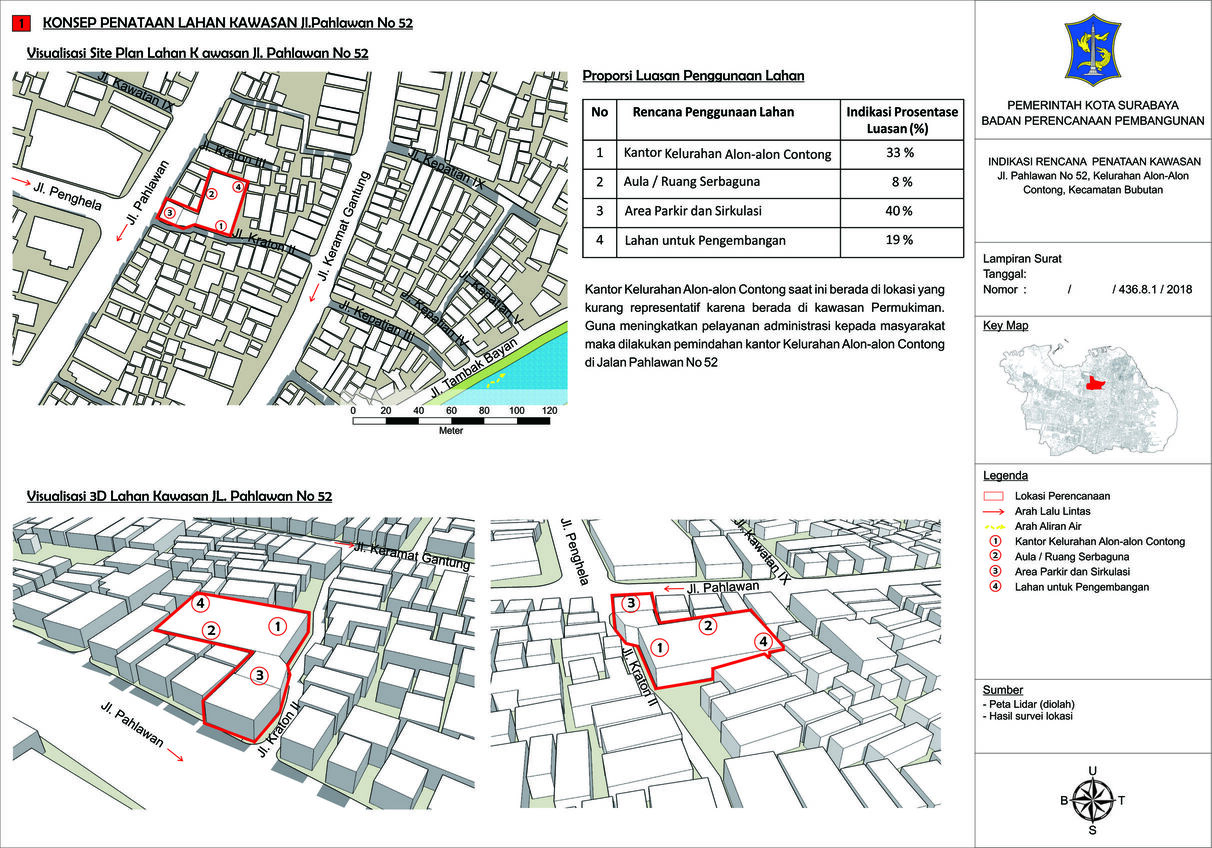 1 KONSEP PENATAAN LAHAN KAWASAN Jl.Pahlawan No 52
Visualisasi Site Plan Lahan K awasan Jl. Pahlawan No 52
Jl. Kawatan IX
Jl. Kraton III
Jl. Penghela
Jl. Pahlawan
Jl. Kraton II
Jl. Keramat Gantung
Jl. Kepatian IX
Jl. Kepatian V
Jl. Kepatian IV
Jl. Kepatian III
Jl. Tambak Bayan
1
2
3
4
0 20 40 60 80 100 120
Meter
Proporsi Luasan Penggunaan Lahan
No Rencana Penggunaan Lahan Indikasi Prosentase
Luasan (%)
1 Kantor Kelurahan Alon-alon Contong 33 %
2 Aula / Ruang Serbaguna 8 %
3 Area Parkir dan Sirkulasi 40 %
4 Lahan untuk Pengembangan 19 %
Kantor Kelurahan Alon-alon Contong saat ini berada di lokasi yang
kurang representatif karena berada di kawasan Permukiman.
Guna meningkatkan pelayanan administrasi kepada masyarakat
maka dilakukan pemindahan kantor Kelurahan Alon-alon Contong
di Jalan Pahlawan No 52
Visualisasi 3D Lahan Kawasan JL. Pahlawan No 52
Jl. Keramat Gantung
4
2
1
3
Jl. Pahlawan
Jl. Kraton II
Jl. Penghela
Jl. Kawatan IX
Jl. Pahlawan
3
2
1
4
Jl. Kraton II
PEMERINTAH KOTA SURABAYA
BADAN PERENCANAAN PEMBANGUNAN
INDIKASI RENCANA PENATAAN KAWASAN
Jl. Pahlawan No 52, Kelurahan Alon-Alon
Contong, Kecamatan Bubutan
Lampiran Surat
Tanggal:
Nomor : / / 436.8.1 / 2018
Key Map
Legenda
Lokasi Perencanaan
Arah Lalu Lintas
Arah Aliran Air
1 Kantor Kelurahan Alon-alon Contong
2 Aula / Ruang Serbaguna
3 Area Parkir dan Sirkulasi
4 Lahan untuk Pengembangan
Sumber
- Peta Lidar (diolah)
- Hasil survei lokasi
U
B T
S